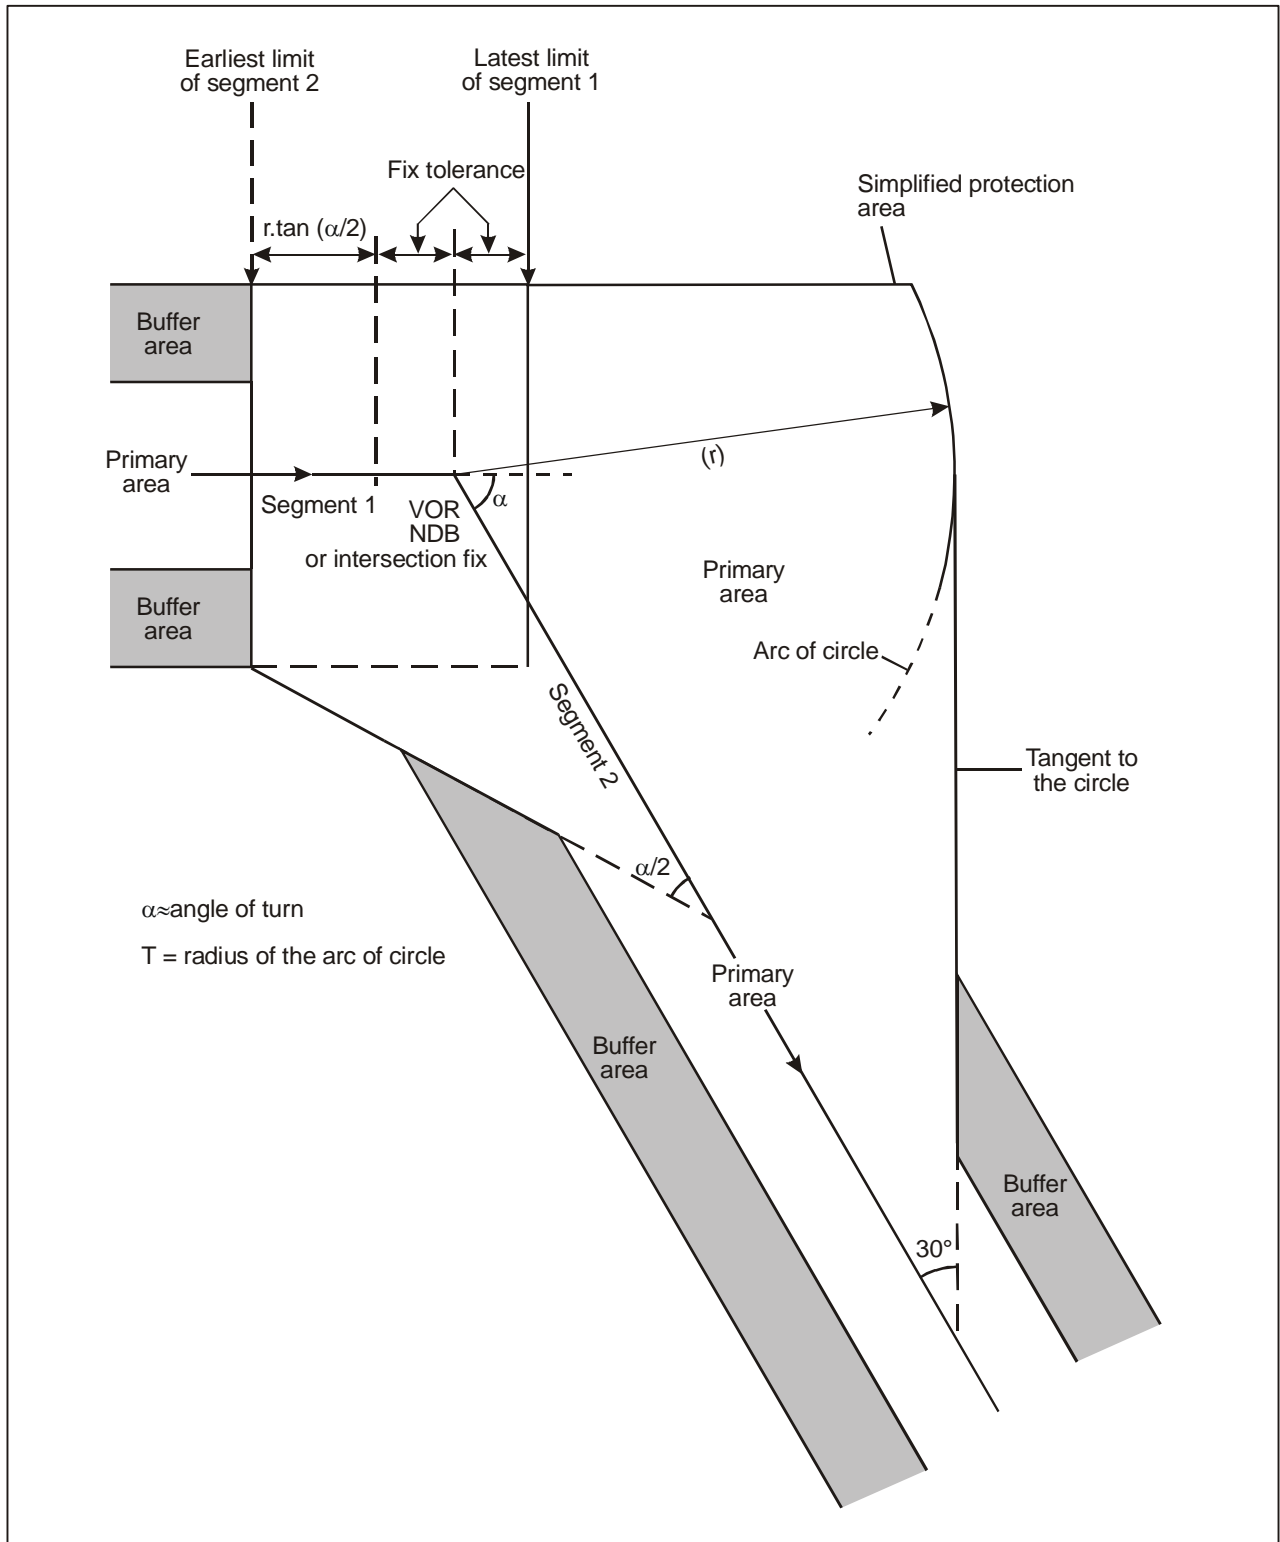 Earliest limit
of segment 2
Latest limit
of segment 1
Fix tolerance
Simplified protection
area
r.tan (α/2)
Buffer
area
Primary
area
(r)
Segment 1
α
VOR
NDB
or intersection fix
Primary
area
Buffer
area
Arc of circle
Segment 2
Tangent to
the circle
α/2
α≈angle of turn
T = radius of the arc of circle
Primary
area
Buffer
area
Buffer
area
30°